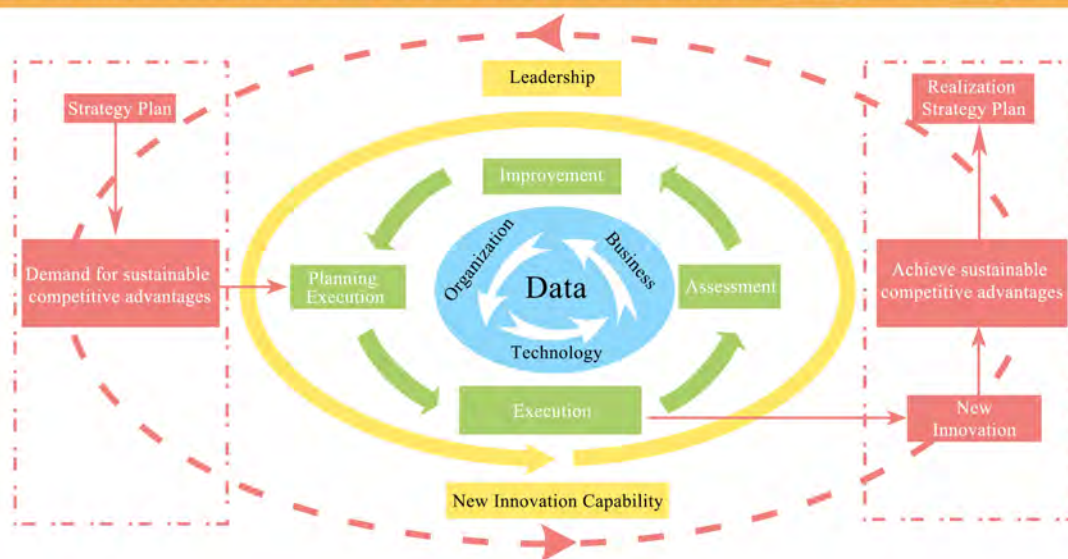 Leadership
Strategy Plan
Realization
Strategy Plan
Improvement
Organization
Business
Demand for sustainable
competitive advantages
Planning
Execution
Data
Assessment
Achieve sustainable
competitive advantages
Technology
Execution
New
Innovation
New Innovation Capability